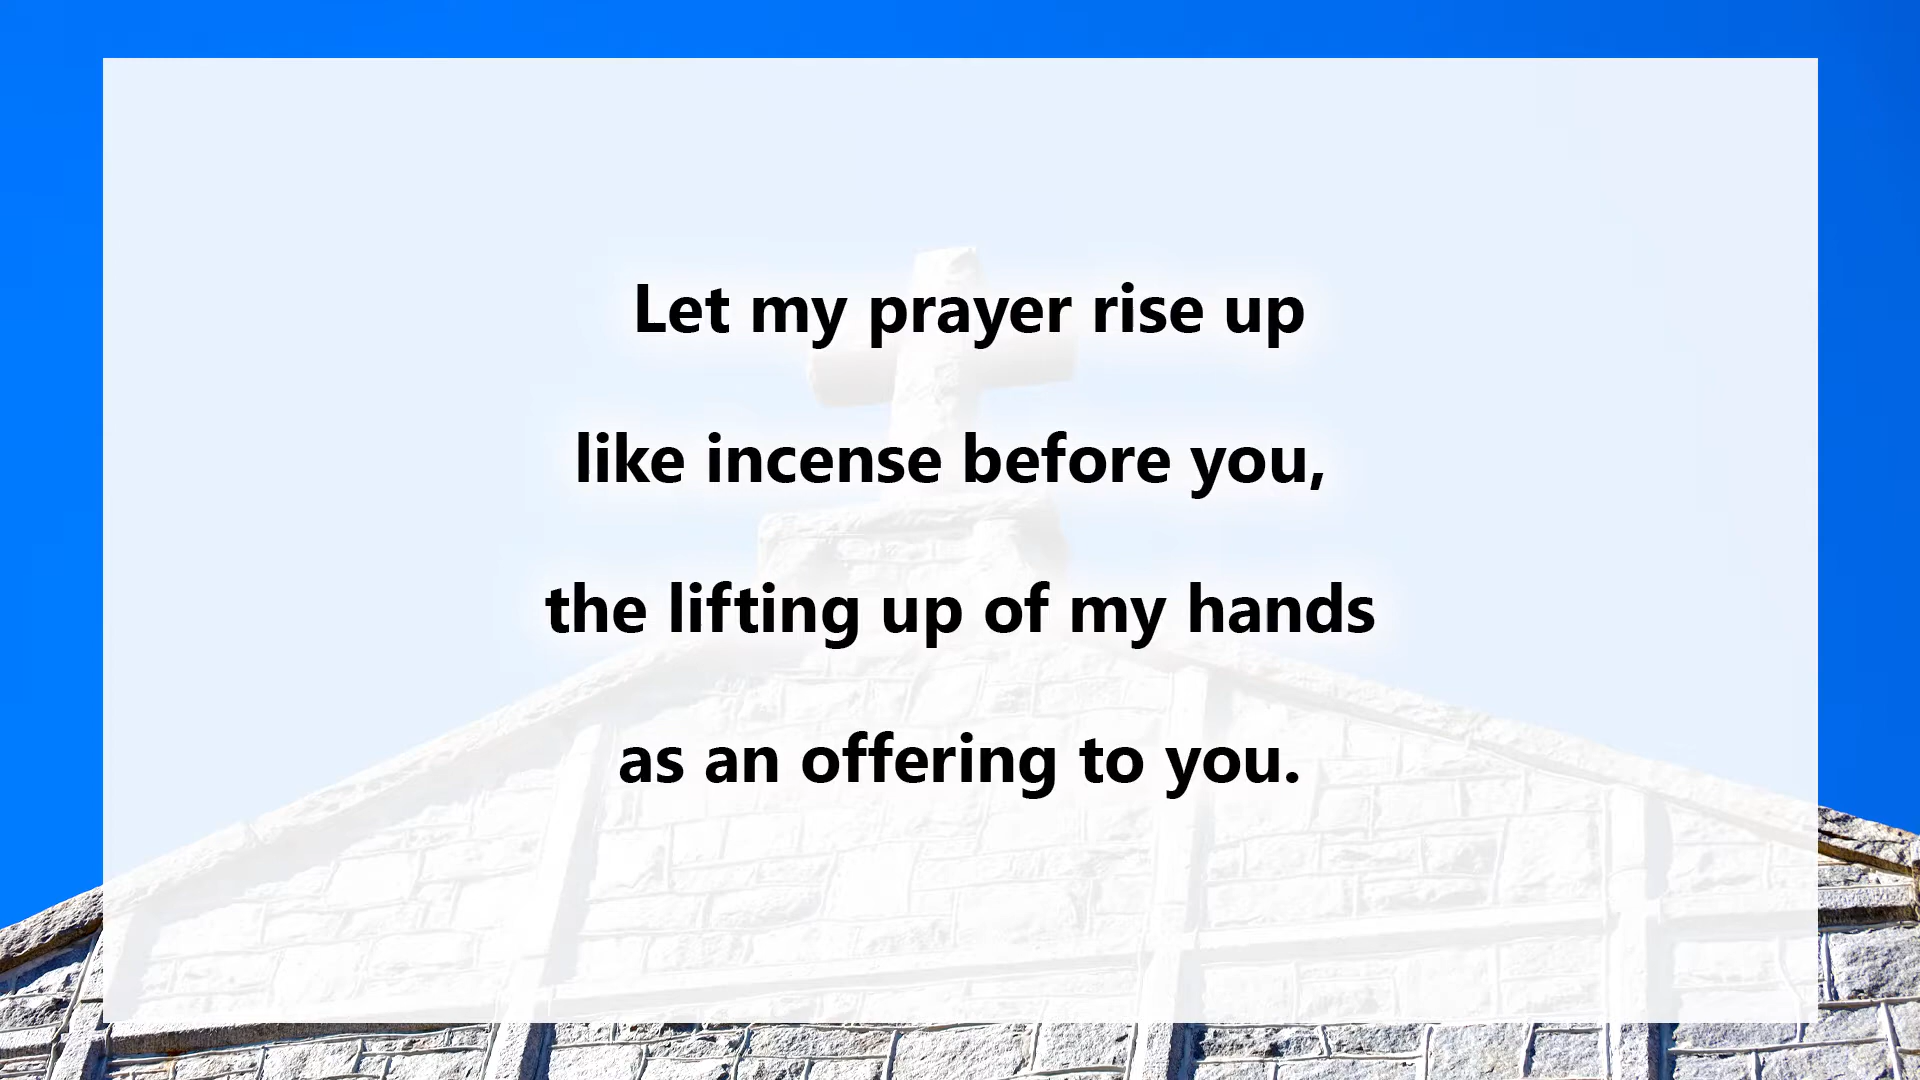 Let my prayer rise up
like incense before you,
the lifting up of my hands
as an offering to you.